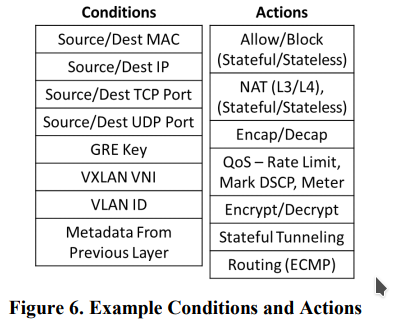 Conditions
Source/Dest MAC
Source/Dest IP
Source/Dest TCP Port
Source/Dest UDP Port
GRE Key
VXLAN VNI
VLAN ID
Metadata From
Previous Layer
Actions
Allow/Block
(Stateful/Stateless)
NAT (L3/L4),
(Stateful/Stateless)
Encap/Decap
QoS – Rate Limit,
Mark DSCP, Meter
Encrypt/Decrypt
Stateful Tunneling
Routing (ECMP)
Figure 6. Example Conditions and Actions